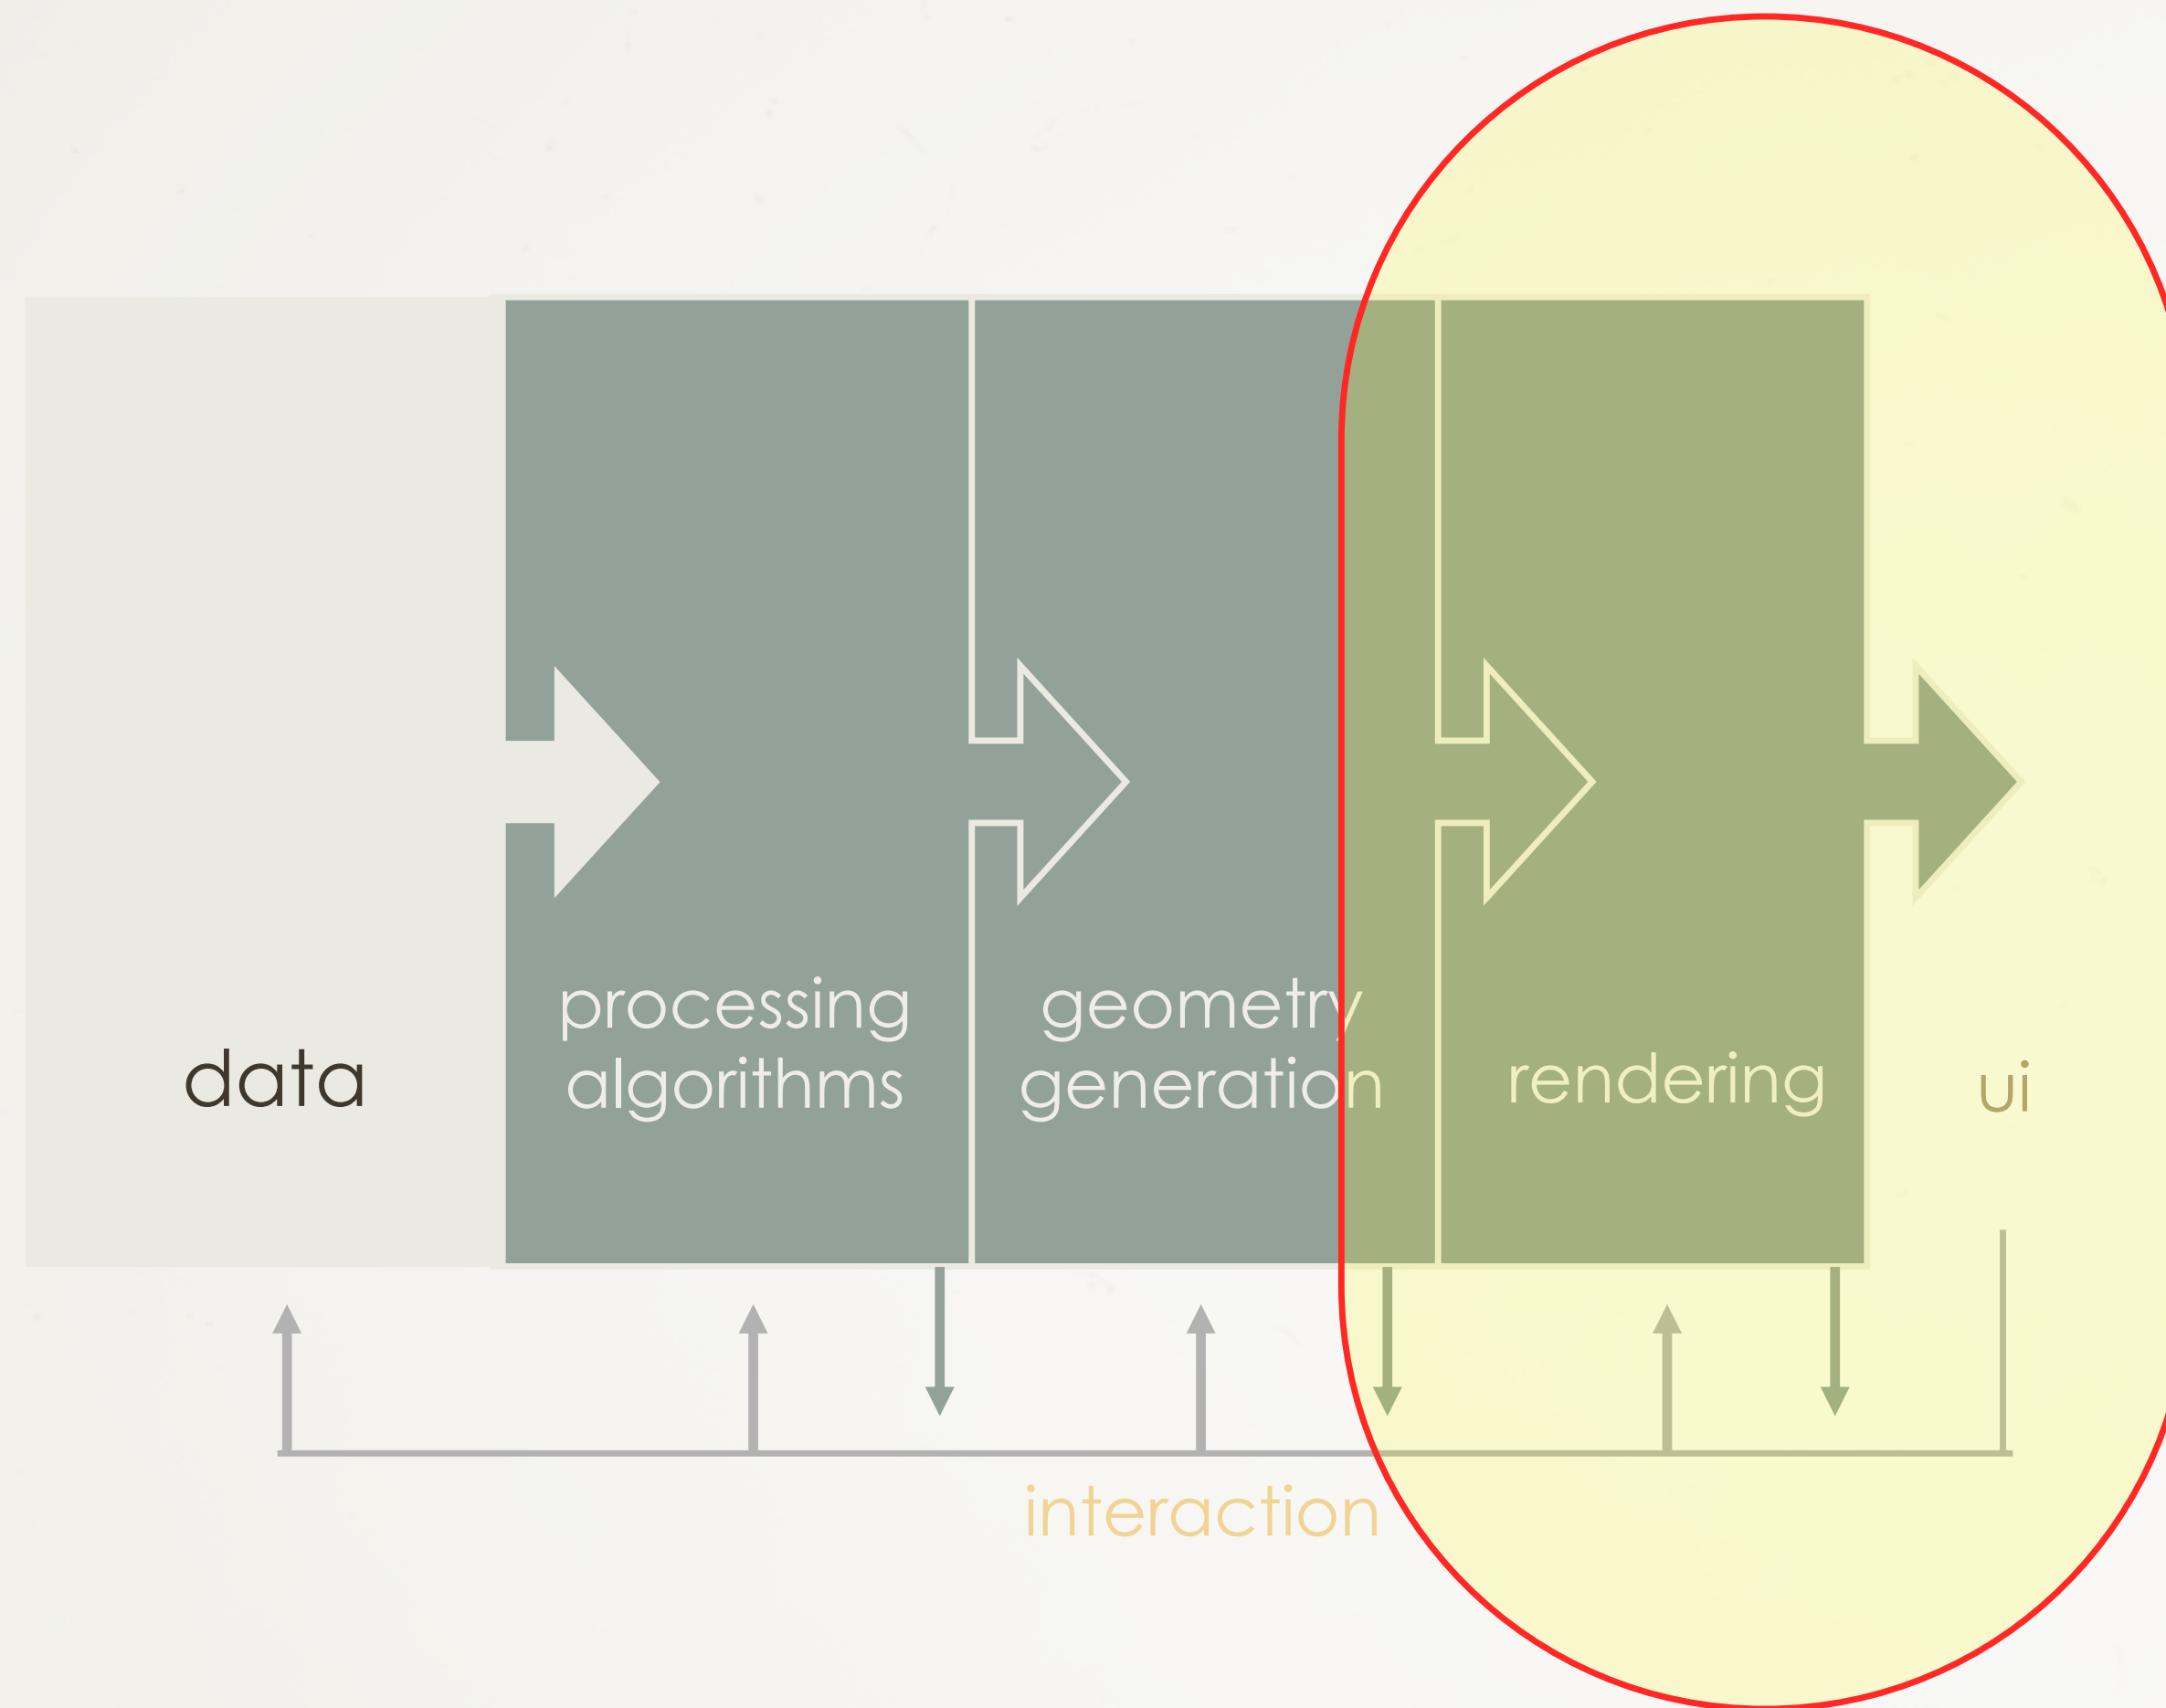 data
processing
algorithms
geometry
generation
rendering
ui
interaction